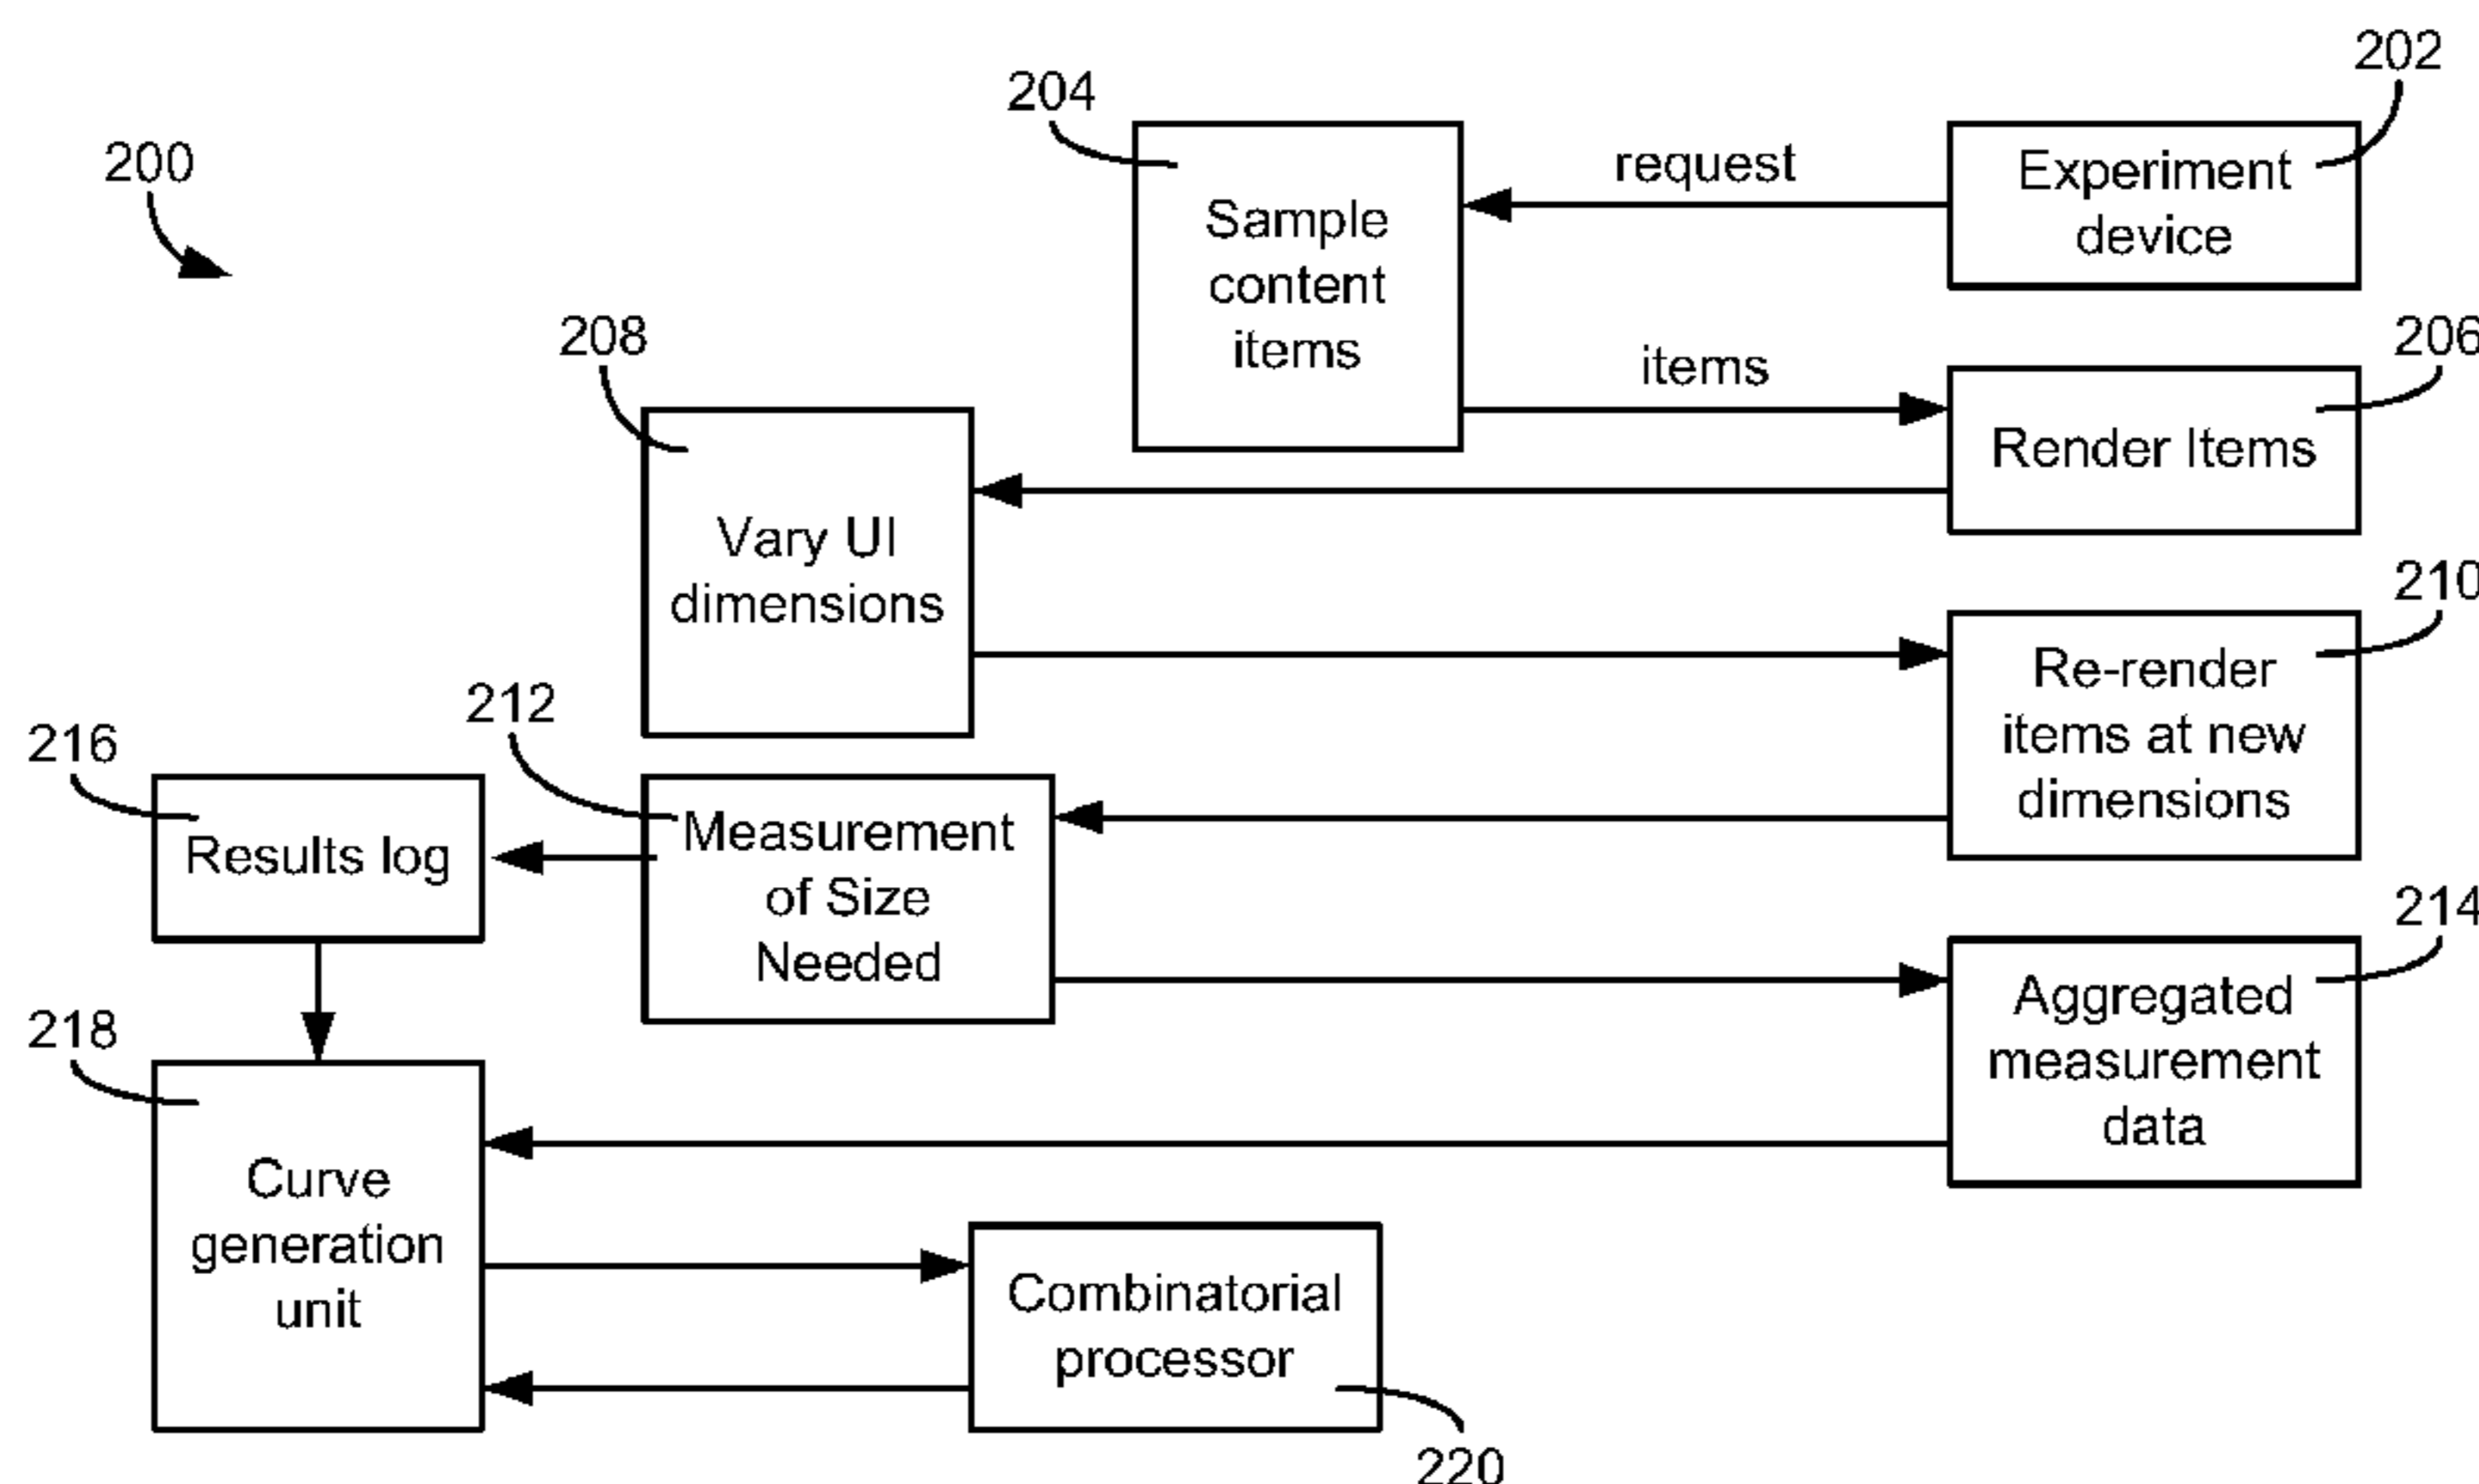 202
204
200
request
Experiment
device
Sample
content
items
208
206
items
Render Items
Vary UI
dimensions
210
212
216
Re-render
items at new
dimensions
Measurement
of Size
Needed
Results log
214
218
Aggregated
measurement
data
Curve
generation
unit
Combinatorial
processor
220